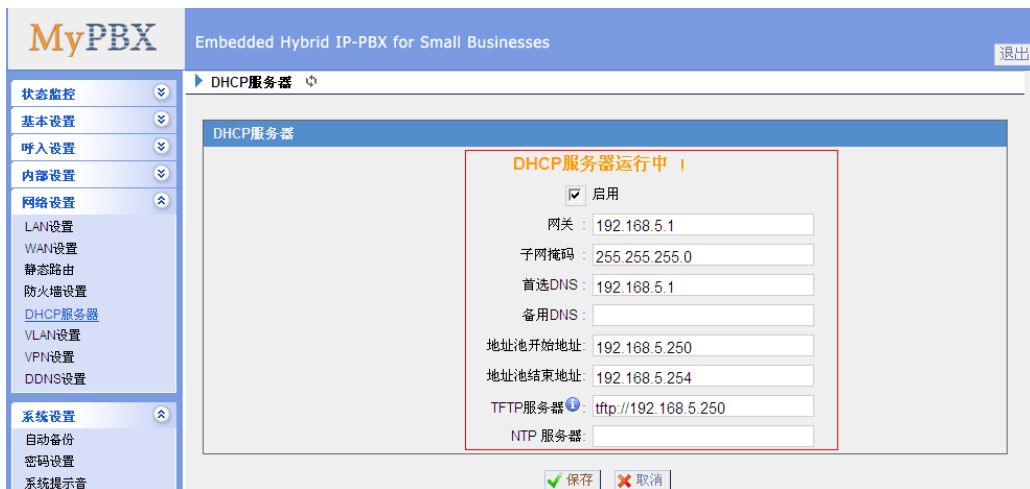 MyPBX
Embedded Hybrid IP-PBX for Small Businesses
退出
状态监控
基本设置
呼入设置
内部设置
网络设置
LAN设置
WAN设置
静态路由
防火墙设置
DHCP服务器
VLAN设置
VPN设置
DDNS设置
系统设置
自动备份
密码设置
系统提示音
DHCP服务器
DHCP服务器
DHCP服务器运行中 !
启用
网关 : 192.168.5.1
子网掩码 : 255.255.255.0
首选DNS : 192.168.5.1
备用DNS :
地址池开始地址: 192.168.5.250
地址池结束地址: 192.168.5.254
TFTP服务器 : tftp://192.168.5.250
NTP 服务器:
保存 取消